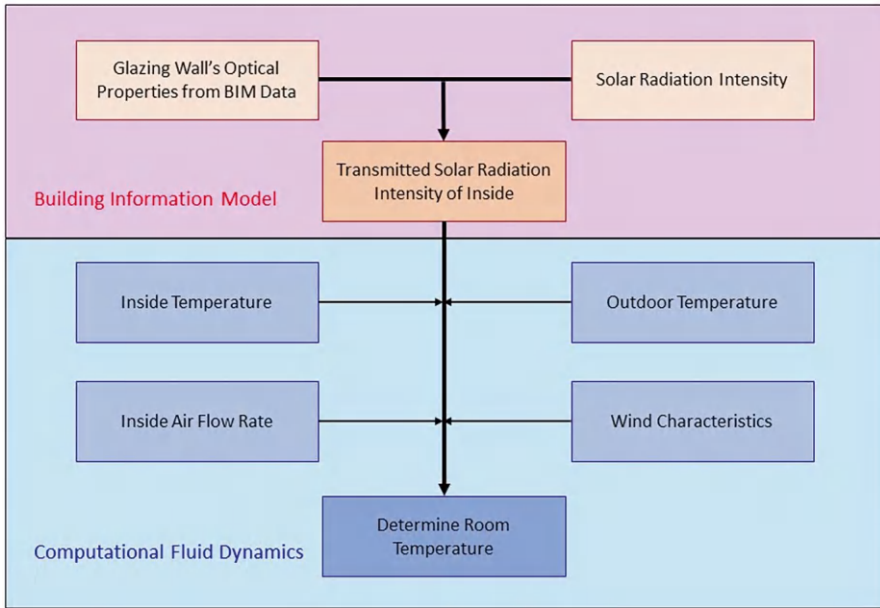 Glazing Wall's Optical
Properties from BIM Data
Solar Radiation Intensity
Transmitted Solar Radiation
Intensity of Inside
Building Information Model
Inside Temperature
Outdoor Temperature
Inside Air Flow Rate
Wind Characteristics
Determine Room
Temperature
Computational Fluid Dynamics